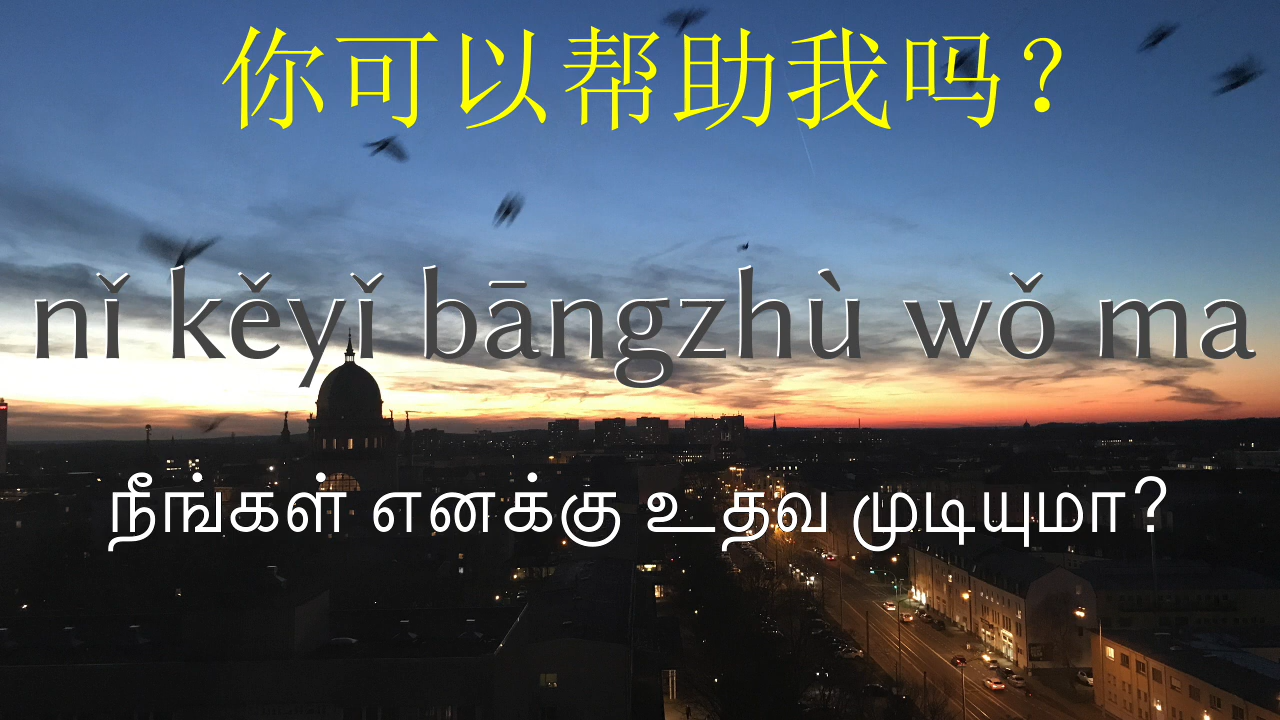 你可以帮助我吗？
nǐ kěyǐ bāngzhù wǒ ma
நீங்கள் எனக்கு உதவ முடியுமா?